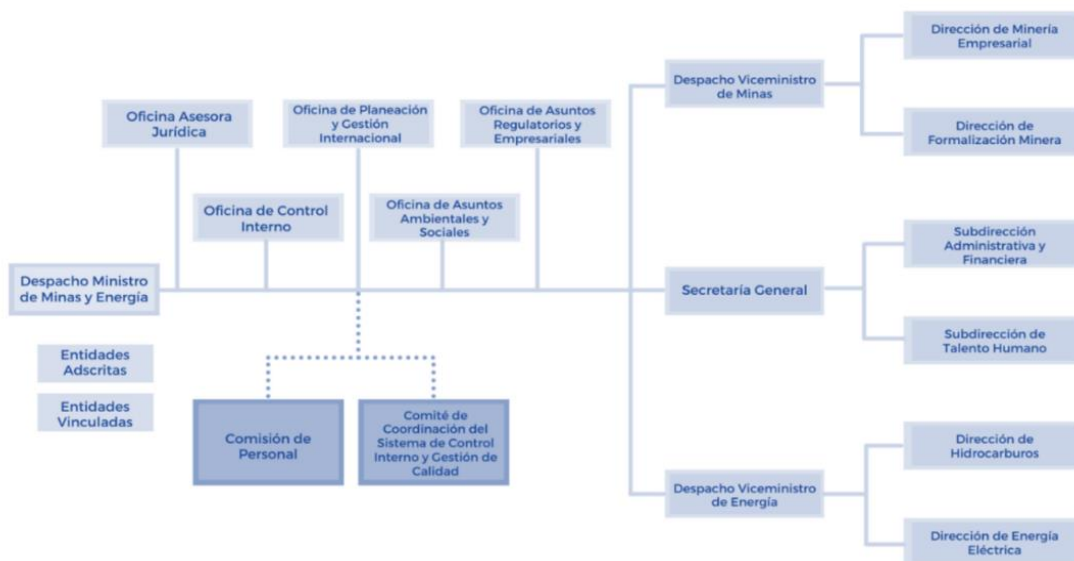 Oficina Asesora
Jurídica
Oficina de Planeación
y Gestión
Internacional
Oficina de Asuntos
Regulatorios y
Empresariales
Oficina de Control
Interno
Oficina de Asuntos
Ambientales y
Sociales
Despacho Ministro
de Minas y Energía
Entidades
Adscritas
Entidades
Vinculadas
Comisión de
Personal
Comité de
Coordinación del
Sistema de Control
Interno y Gestión de
Calidad
Despacho Viceministro
de Minas
Dirección de Minería
Empresarial
Dirección de
Formalización Minera
Secretaría General
Subdirección
Administrativa y
Financiera
Subdirección de
Talento Humano
Despacho Viceministro
de Energía
Dirección de
Hidrocarburos
Dirección de Energía
Eléctrica